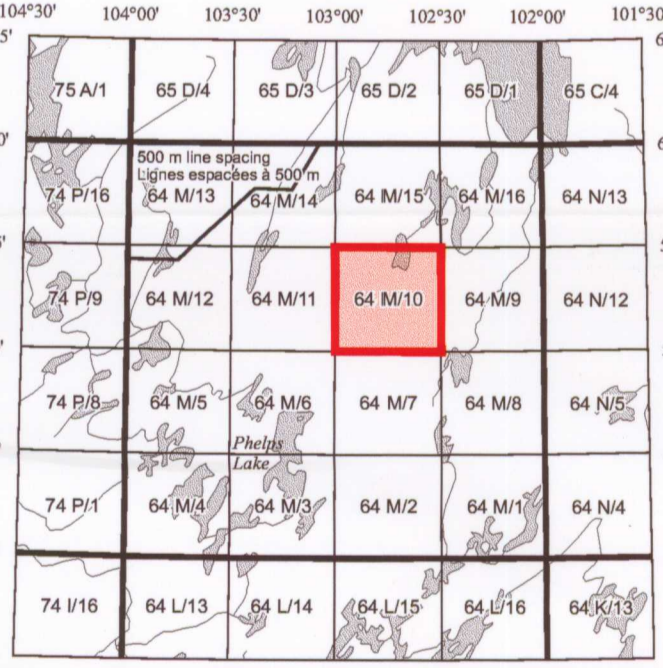 104°30' 104°00' 103°30' 103°00' 102°30' 102°00' 101°30
5'
75 A/1 65 D/4 65 D/3 65 D/2 65 D/1 65 C/4
0'
500 m line spacing
Lignes espacées à 500 m
74 P/16 64 M/13 64 M/14 64 M/15 64 M/16 64 N/13
5'
74 P/9 64 M/12 64 M/11 64 M/10 64 M/9 64 N/12
'
74 P/8 64 M/5 64 M/6 64 M/7 64 M/8 64 N/5
Phelps
Lake
74 P/1 64 M/4 64 M/3 64 M/2 64 M/1 64 N/4
74 I/16 64 L/13 64 L/14 64 L/15 64 L/16 64 K/13